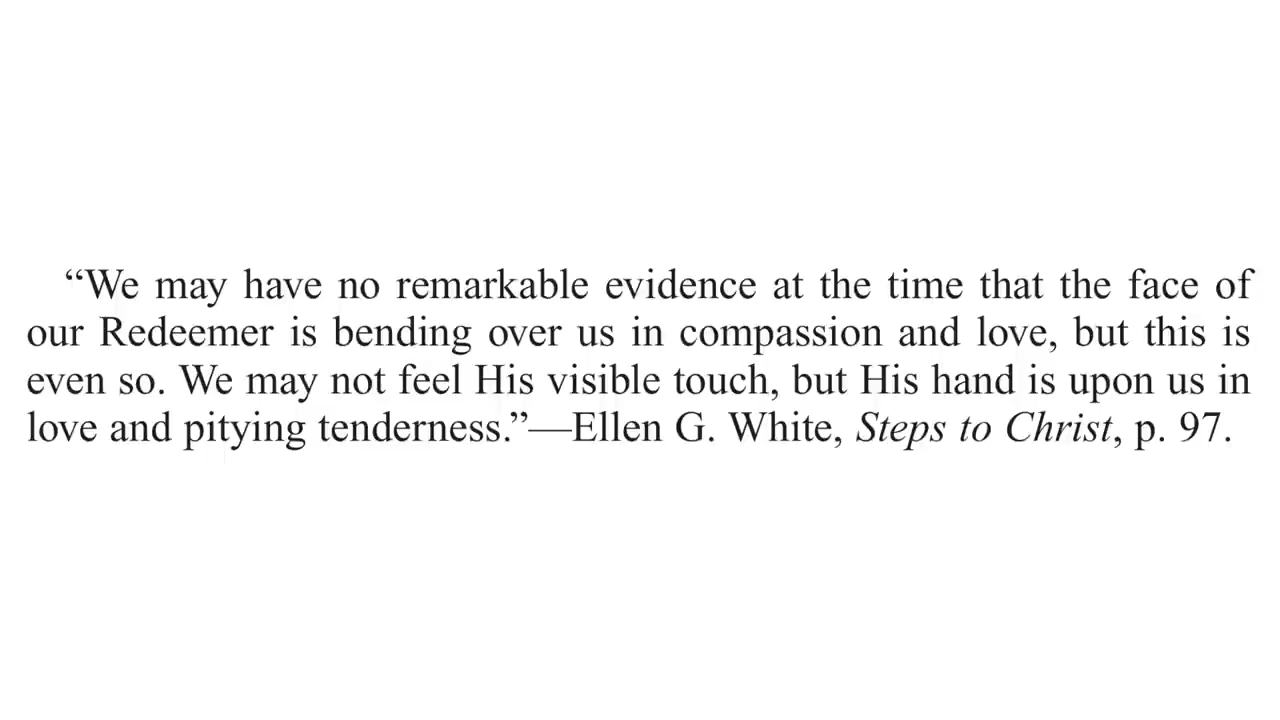 “We may have no remarkable evidence at the time that the face of
our Redeemer is bending over us in compassion and love, but this is
even so. We may not feel His visible touch, but His hand is upon us in
love and pitying tenderness.”—Ellen G. White, Steps to Christ, p. 97.